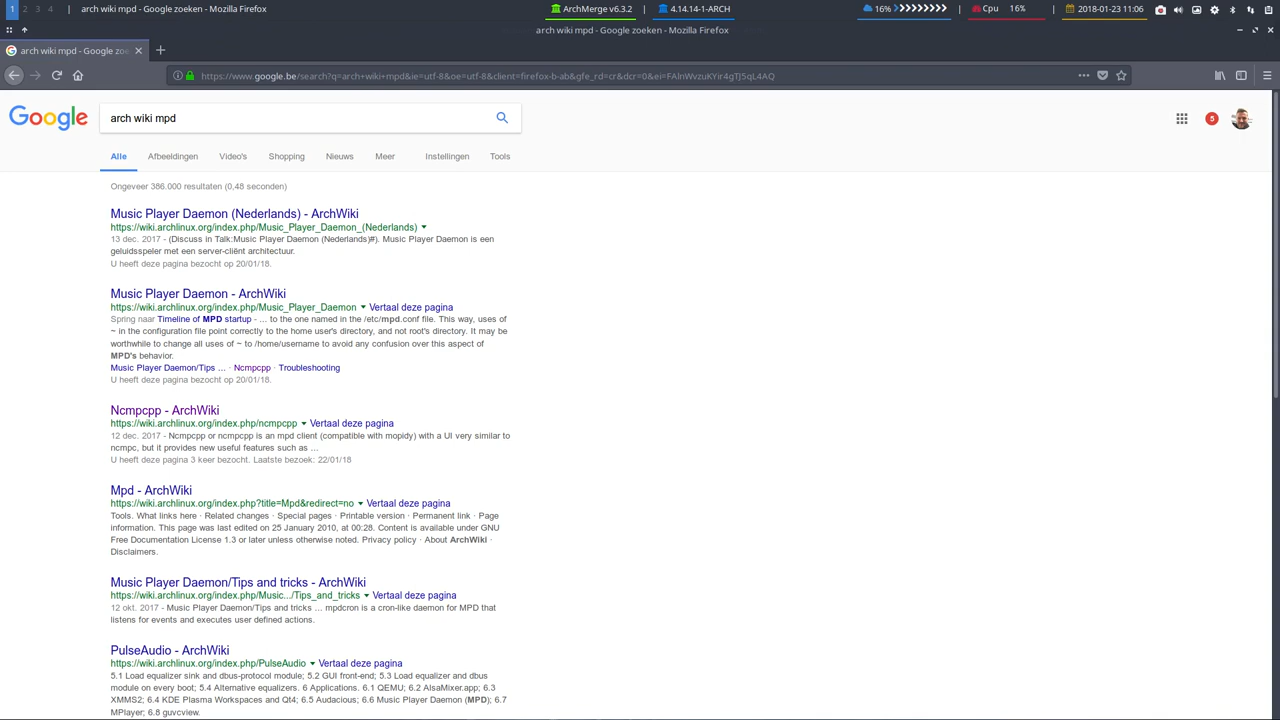 1 2 3 4 | arch wiki mpd - Google zoeken - Mozilla Firefox ArchMerge v6.3.2 | 4.14.14-1-ARCH 16% | Cpu 16% | 2018-01-23 11:06
arch wiki mpd - Google zoeken - Mozilla Firefox
arch wiki mpd - Google zoe
https://www.google.be/search?q=arch+wiki+mpd&ie=utf-8&oe=utf-8&client=firefox-b-ab&gfe_rd=cr&dcr=0&ei=FAlnWvzuKYir4gTJ5qL4AQ
Google arch wiki mpd 5
Alle Afbeeldingen Video's Shopping Nieuws Meer Instellingen Tools
Ongeveer 386.000 resultaten (0,48 seconden)
Music Player Daemon (Nederlands) - ArchWiki
https://wiki.archlinux.org/index.php/Music_Player_Daemon_(Nederlands)
13 dec. 2017 - (Discuss in Talk:Music Player Daemon (Nederlands)#). Music Player Daemon is een
geluidsspeler met een server-cliënt architectuur.
U heeft deze pagina bezocht op 20/01/18.
Music Player Daemon - ArchWiki
https://wiki.archlinux.org/index.php/Music_Player_Daemon Vertaal deze pagina
Spring naar Timeline of MPD startup - ... to the one named in the /etc/mpd.conf file. This way, uses of
~ in the configuration file point correctly to the home user's directory, and not root's directory. It may be
worthwhile to change all uses of ~ to /home/username to avoid any confusion over this aspect of
MPD's behavior.
Music Player Daemon/Tips ... · Ncmpcpp · Troubleshooting
U heeft deze pagina bezocht op 20/01/18.
Ncmpcpp - ArchWiki
https://wiki.archlinux.org/index.php/ncmpcpp Vertaal deze pagina
12 dec. 2017 - Ncmpcpp or ncmpcpp is an mpd client (compatible with mopidy) with a UI very similar to
ncmpc, but it provides new useful features such as ...
U heeft deze pagina 3 keer bezocht. Laatste bezoek: 22/01/18
Mpd - ArchWiki
https://wiki.archlinux.org/index.php?title=Mpd&redirect=no Vertaal deze pagina
Tools. What links here · Related changes · Special pages · Printable version · Permanent link · Page
information. This page was last edited on 25 January 2010, at 00:28. Content is available under GNU
Free Documentation License 1.3 or later unless otherwise noted. Privacy policy · About ArchWiki ·
Disclaimers.
Music Player Daemon/Tips and tricks - ArchWiki
https://wiki.archlinux.org/index.php/Music.../Tips_and_tricks Vertaal deze pagina
12 okt. 2017 - Music Player Daemon/Tips and tricks ... mpdcron is a cron-like daemon for MPD that
listens for events and executes user defined actions.
PulseAudio - ArchWiki
https://wiki.archlinux.org/index.php/PulseAudio Vertaal deze pagina
5.1 Load equalizer sink and dbus-protocol module; 5.2 GUI front-end; 5.3 Load equalizer and dbus
module on every boot; 5.4 Alternative equalizers. 6 Applications. 6.1 QEMU; 6.2 AlsaMixer.app; 6.3
XMMS2; 6.4 KDE Plasma Workspaces and Qt4; 6.5 Audacious; 6.6 Music Player Daemon (MPD); 6.7
MPlayer; 6.8 guvcview.